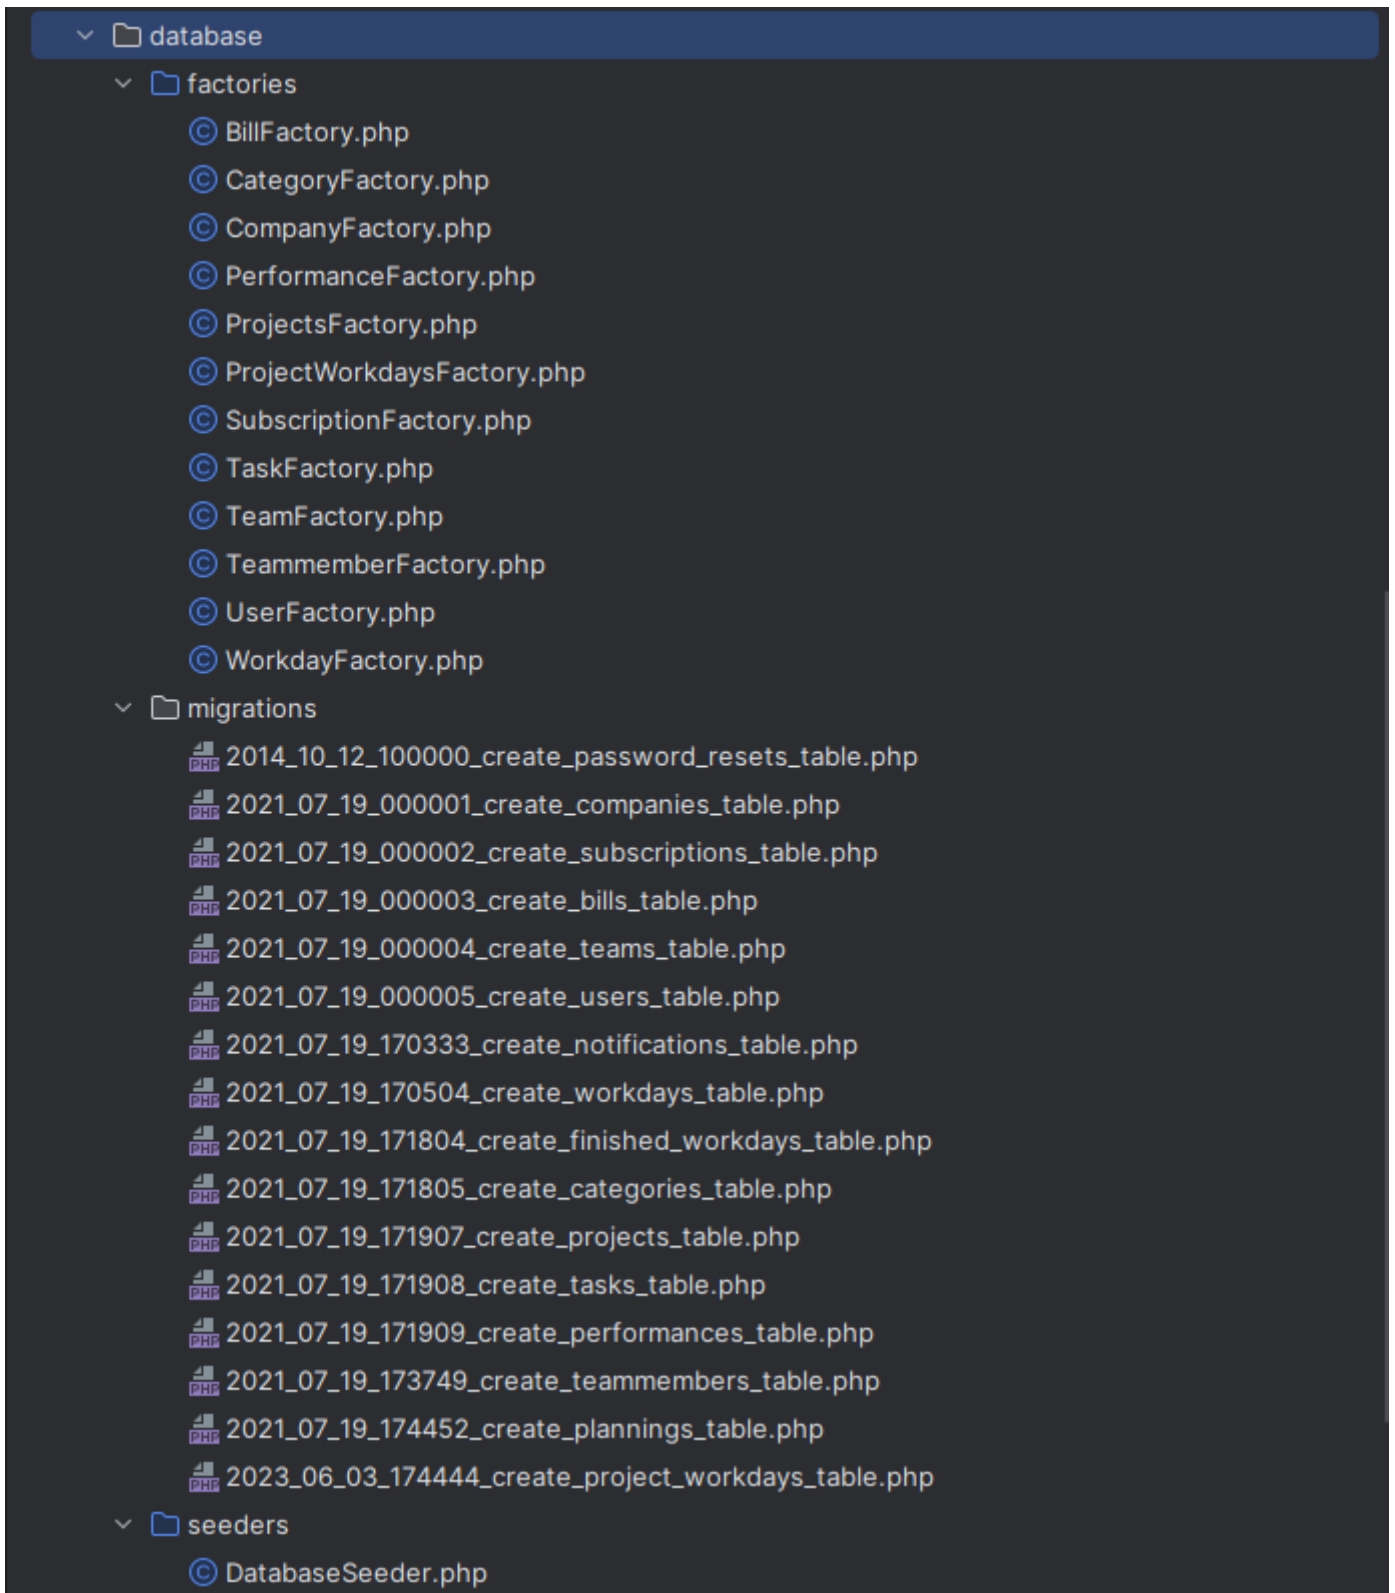 database
factories
BillFactory.php
CategoryFactory.php
CompanyFactory.php
PerformanceFactory.php
ProjectsFactory.php
ProjectWorkdaysFactory.php
SubscriptionFactory.php
TaskFactory.php
TeamFactory.php
TeammemberFactory.php
UserFactory.php
WorkdayFactory.php
migrations
2014_10_12_100000_create_password_resets_table.php
2021_07_19_000001_create_companies_table.php
2021_07_19_000002_create_subscriptions_table.php
2021_07_19_000003_create_bills_table.php
2021_07_19_000004_create_teams_table.php
2021_07_19_000005_create_users_table.php
2021_07_19_170333_create_notifications_table.php
2021_07_19_170504_create_workdays_table.php
2021_07_19_171804_create_finished_workdays_table.php
2021_07_19_171805_create_categories_table.php
2021_07_19_171907_create_projects_table.php
2021_07_19_171908_create_tasks_table.php
2021_07_19_171909_create_performances_table.php
2021_07_19_173749_create_teammembers_table.php
2021_07_19_174452_create_plannings_table.php
2023_06_03_174444_create_project_workdays_table.php
seeders
DatabaseSeeder.php